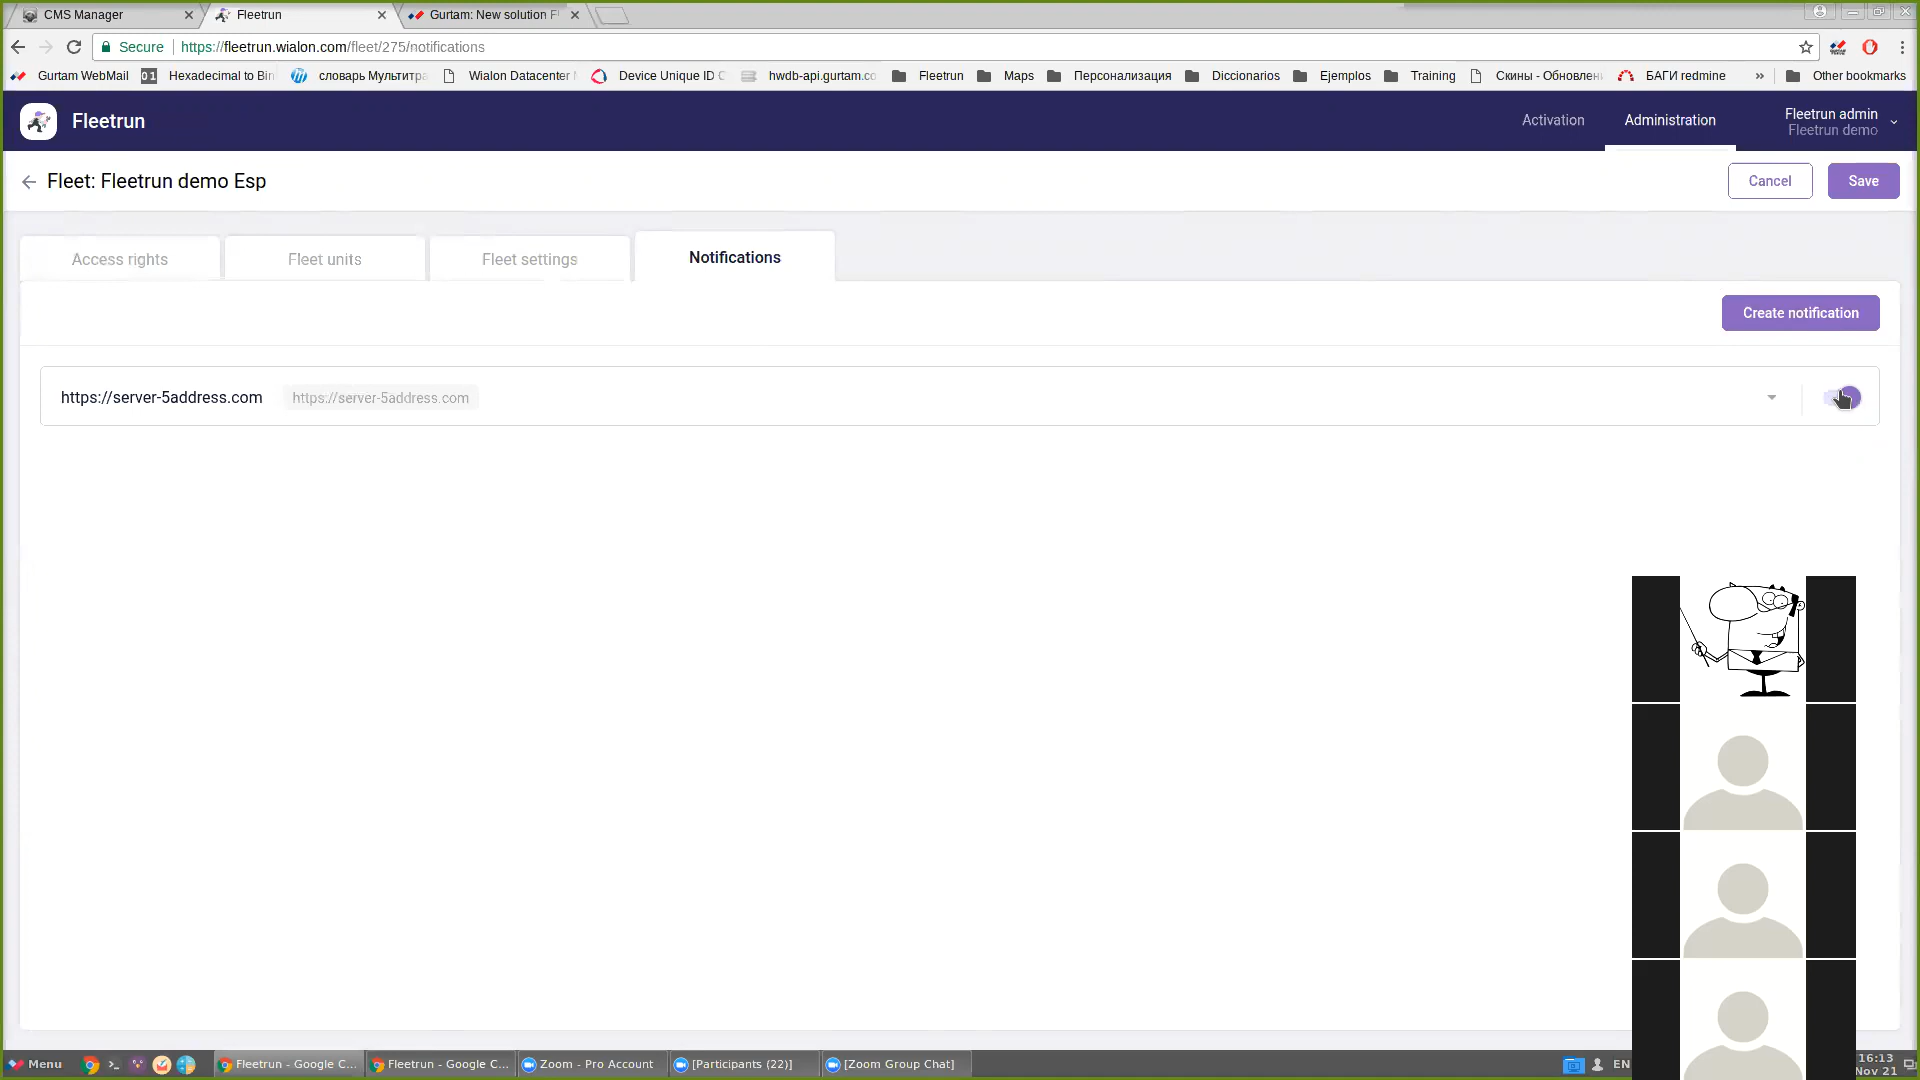 CMS Manager
Fleetrun
Gurtam: New solution F
Secure
https://fleetrun.wialon.com/fleet/275/notifications
Gurtam WebMail
01
Hexadecimal to Bin
словарь Мультитра
Wialon Datacenter
Device Unique ID
hwdb-api.gurtam.co
Fleetrun
Maps
Персонализация
Diccionarios
Ejemplos
Training
Скины - Обновлен
БАГИ redmine
»
Other bookmarks
Fleetrun
Activation
Administration
Fleetrun admin
Fleetrun demo
Fleet: Fleetrun demo Esp
Cancel
Save
Access rights
Fleet units
Fleet settings
Notifications
Create notification
https://server-5address.com
https://server-5address.com
Menu
Fleetrun - Google C...
Fleetrun - Google C...
Zoom - Pro Account
[Participants (22)]
[Zoom Group Chat]
EN
16:13
Nov 21